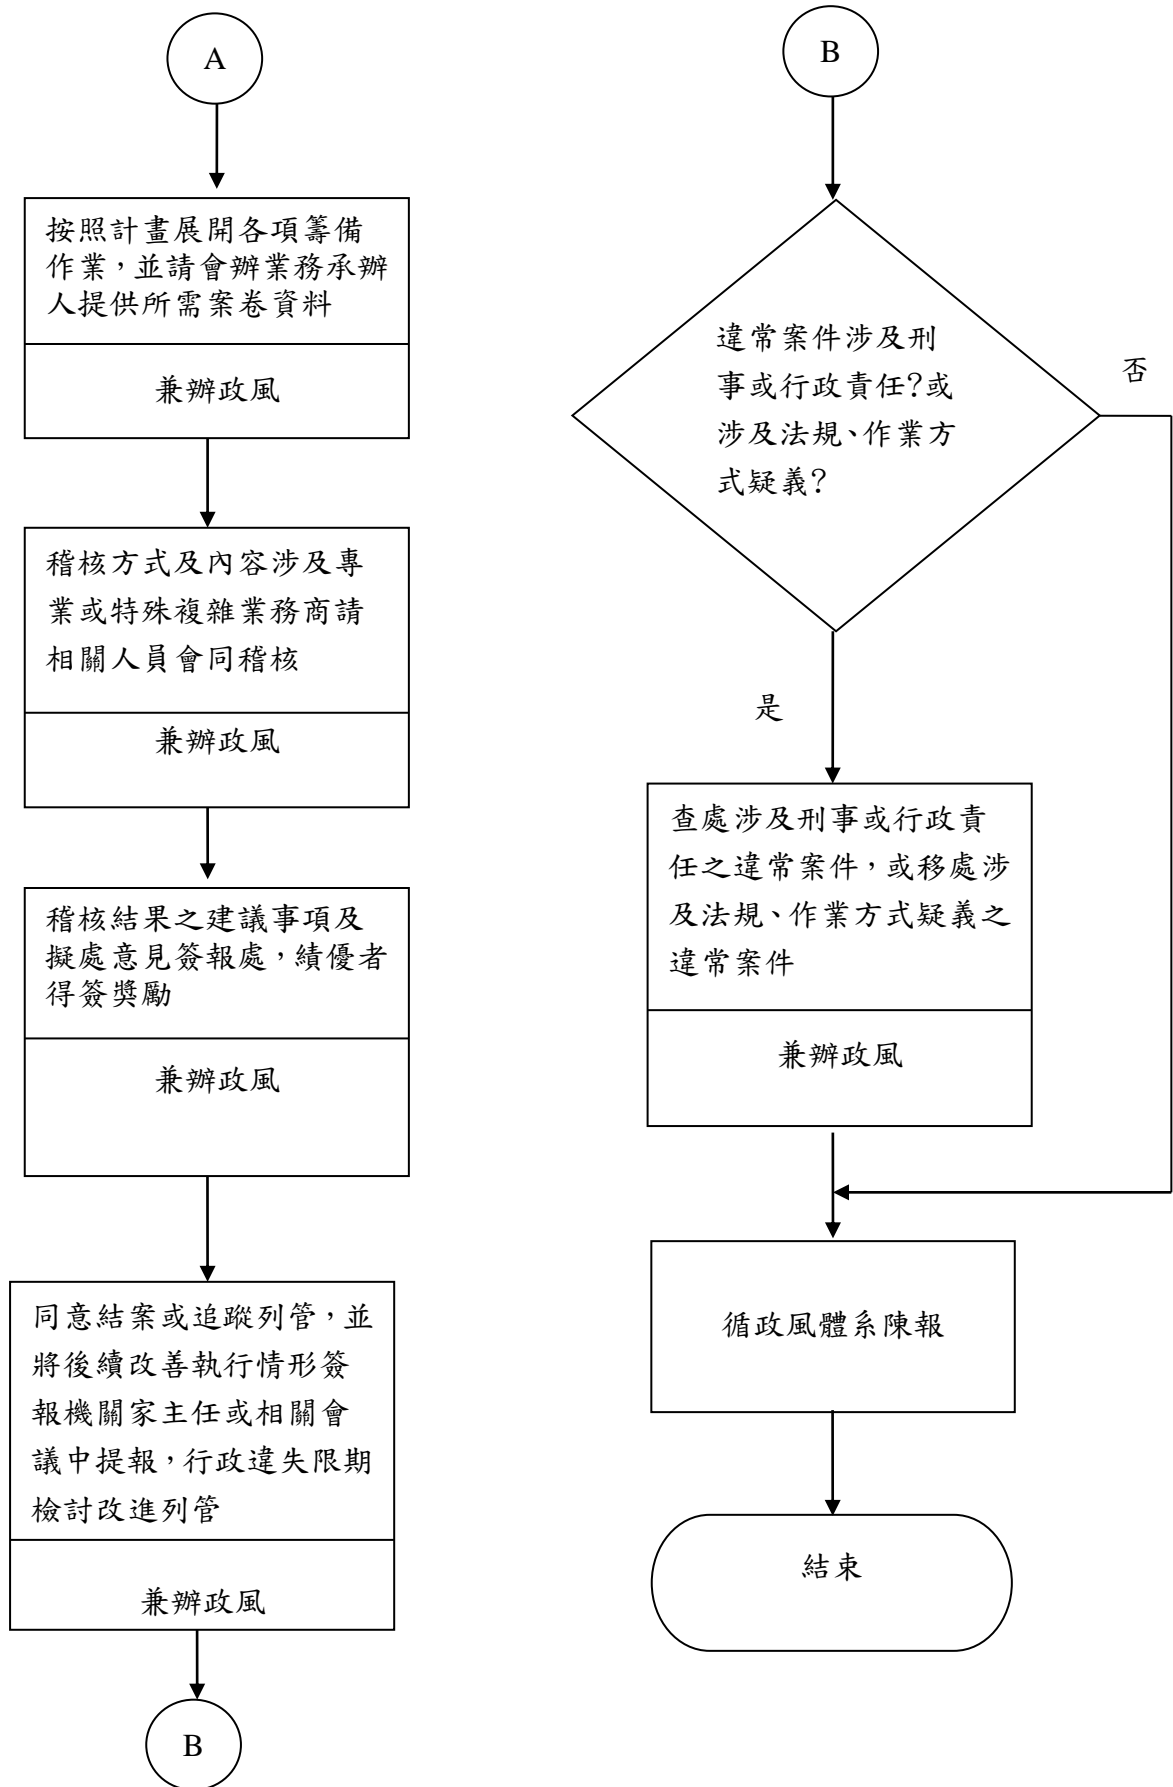 A
按照計畫展開各項籌備
作業，並請會辦業務承辦
人提供所需案卷資料
兼辦政風
稽核方式及內容涉及專
業或特殊複雜業務商請
相關人員會同稽核
兼辦政風
稽核結果之建議事項及
擬處意見簽報處，績優者
得簽獎勵
兼辦政風
同意結案或追蹤列管，並
將後續改善執行情形簽
報機關家主任或相關會
議中提報，行政違失限期
檢討改進列管
兼辦政風
B
B
違常案件涉及刑
事或行政責任?或
涉及法規、作業方
式疑義?
否
是
查處涉及刑事或行政責
任之違常案件，或移處涉
及法規、作業方式疑義之
違常案件
兼辦政風
循政風體系陳報
結束